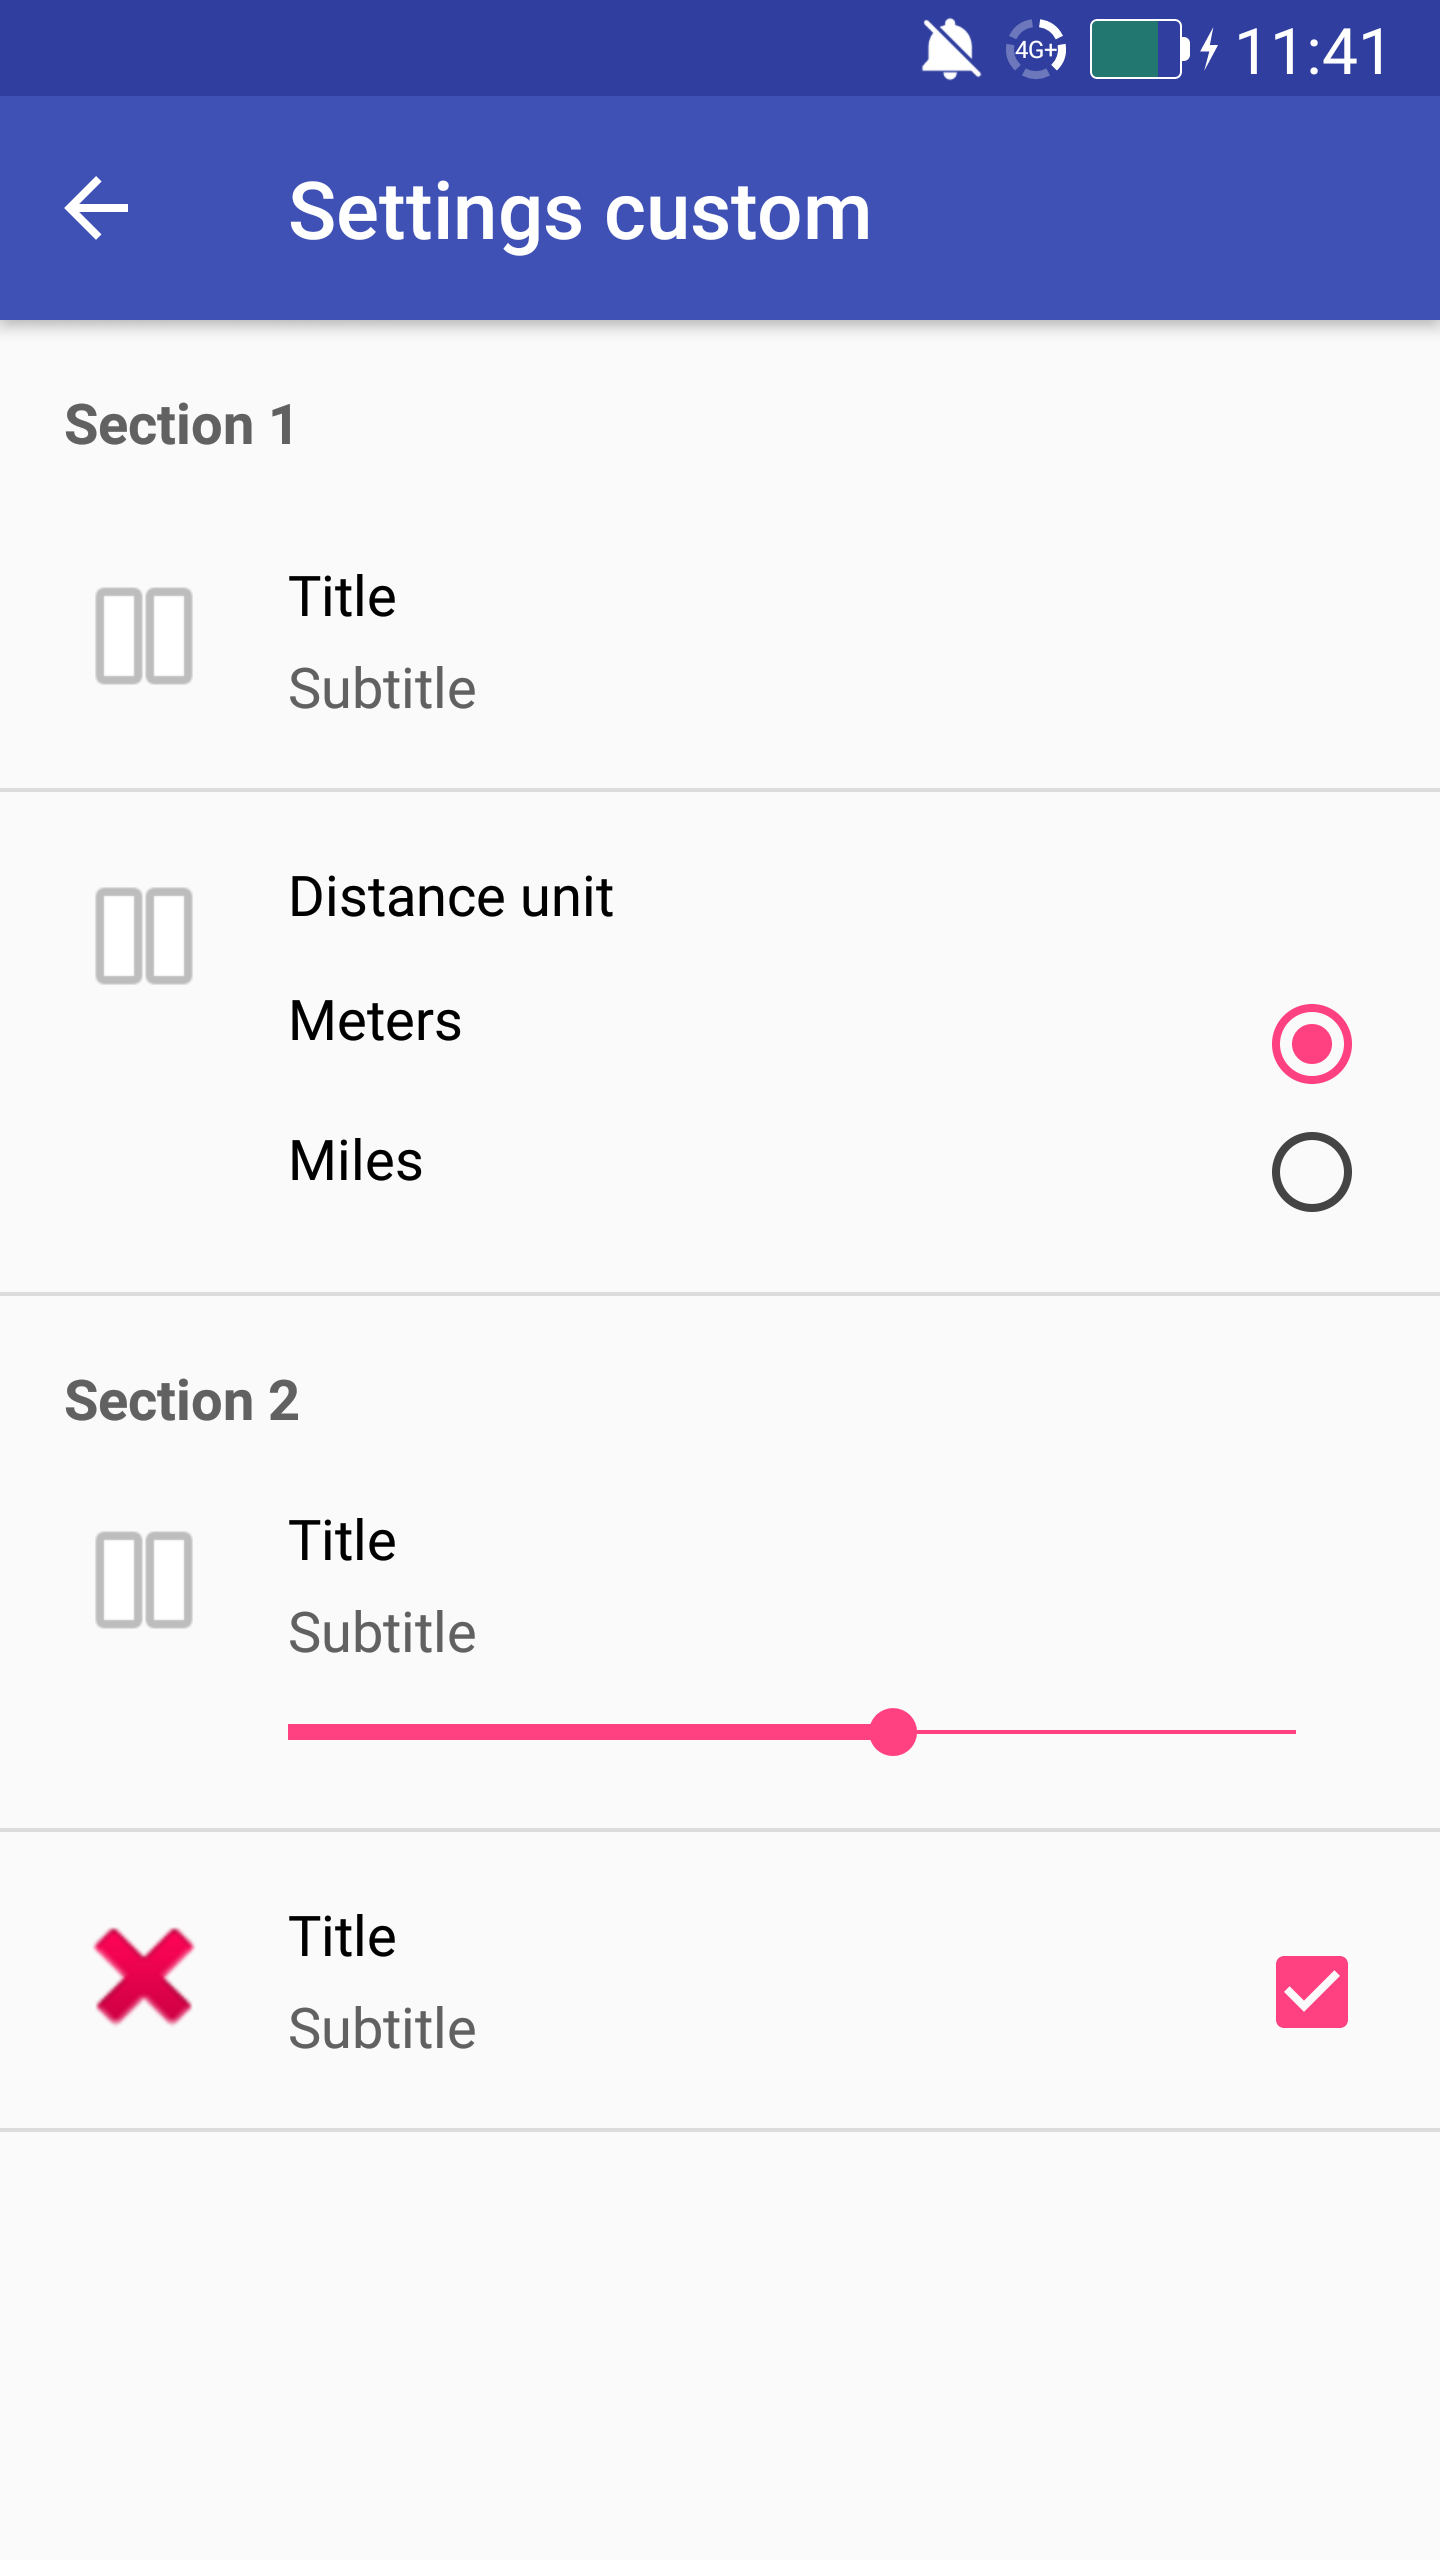 4G+ 11:41
Settings custom
Section 1
Title
Subtitle
Distance unit
Meters
Miles
Section 2
Title
Subtitle
Title
Subtitle